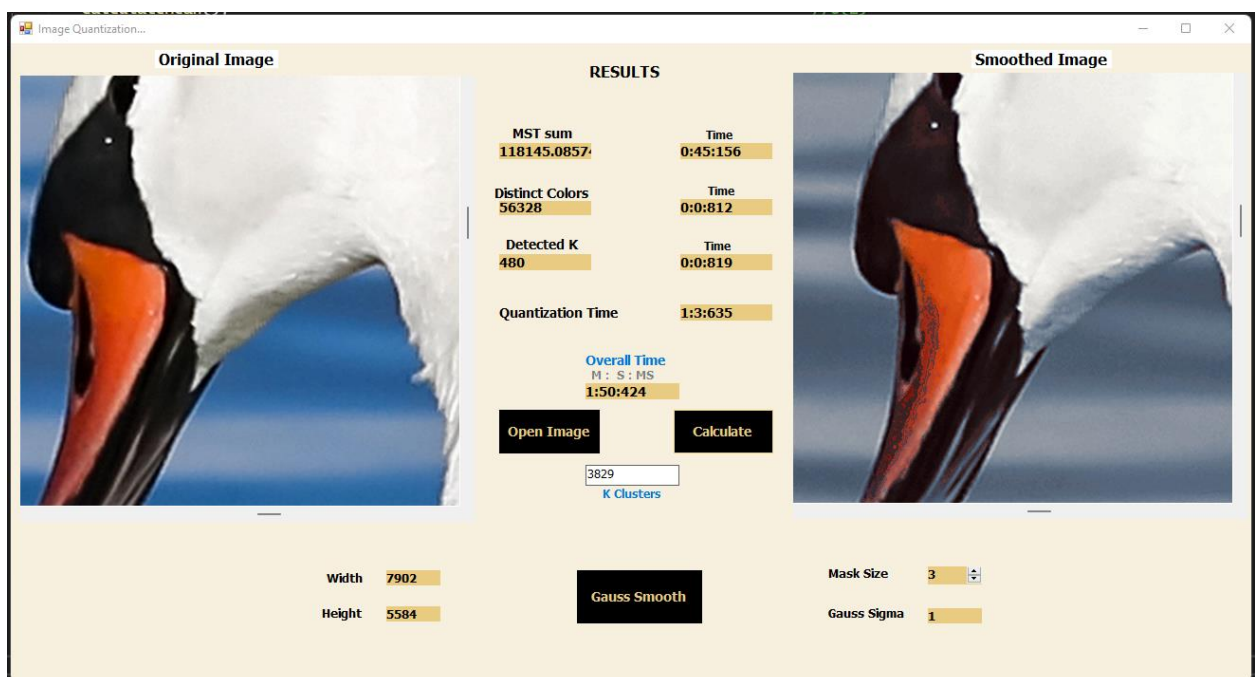 Image Quantization...
Original Image
RESULTS
Smoothed Image
MST sum
Time
118145.0857
0:45:156
Distinct Colors
Time
56328
0:0:812
Detected K
Time
480
0:0:819
Quantization Time
1:3:635
Overall Time
M : S : MS
1:50:424
Open Image
Calculate
3829
K Clusters
Width
7902
Height
5584
Gauss Smooth
Mask Size
3
Gauss Sigma
1